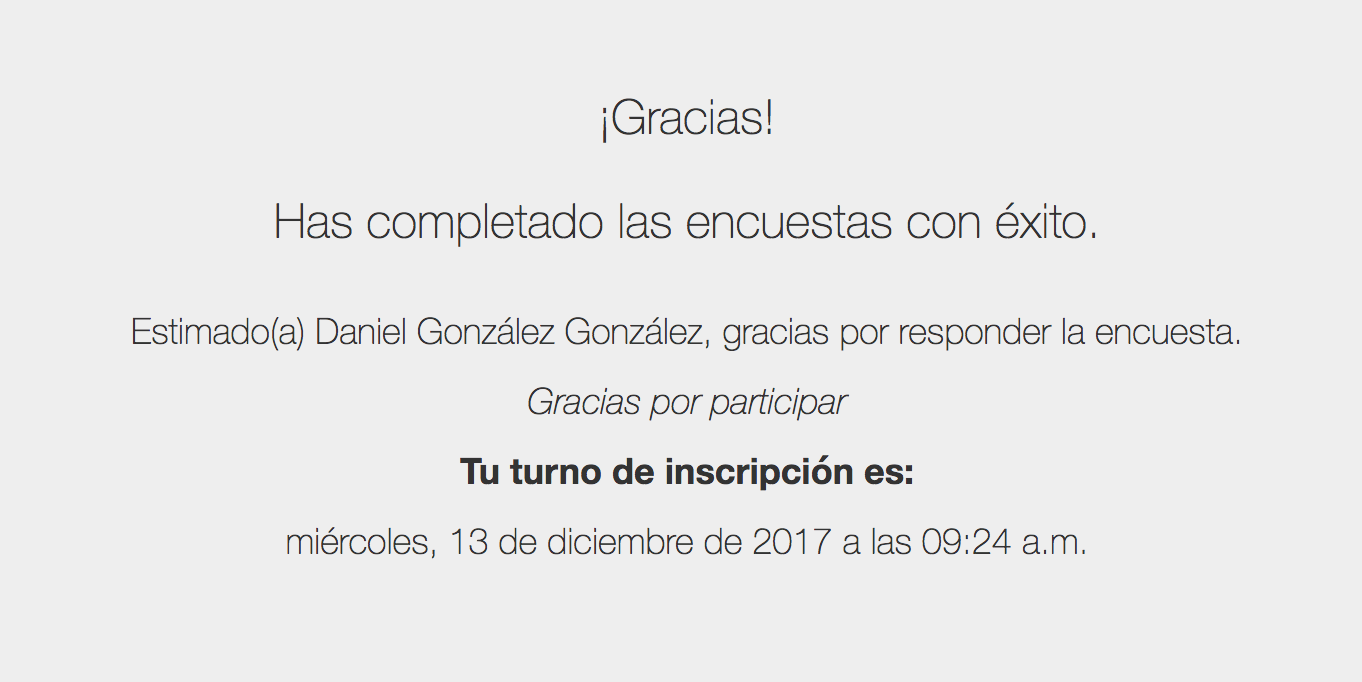 ¡Gracias!
Has completado las encuestas con éxito.
Estimado(a) Daniel González González, gracias por responder la encuesta.
Gracias por participar
Tu turno de inscripción es:
miércoles, 13 de diciembre de 2017 a las 09:24 a.m.